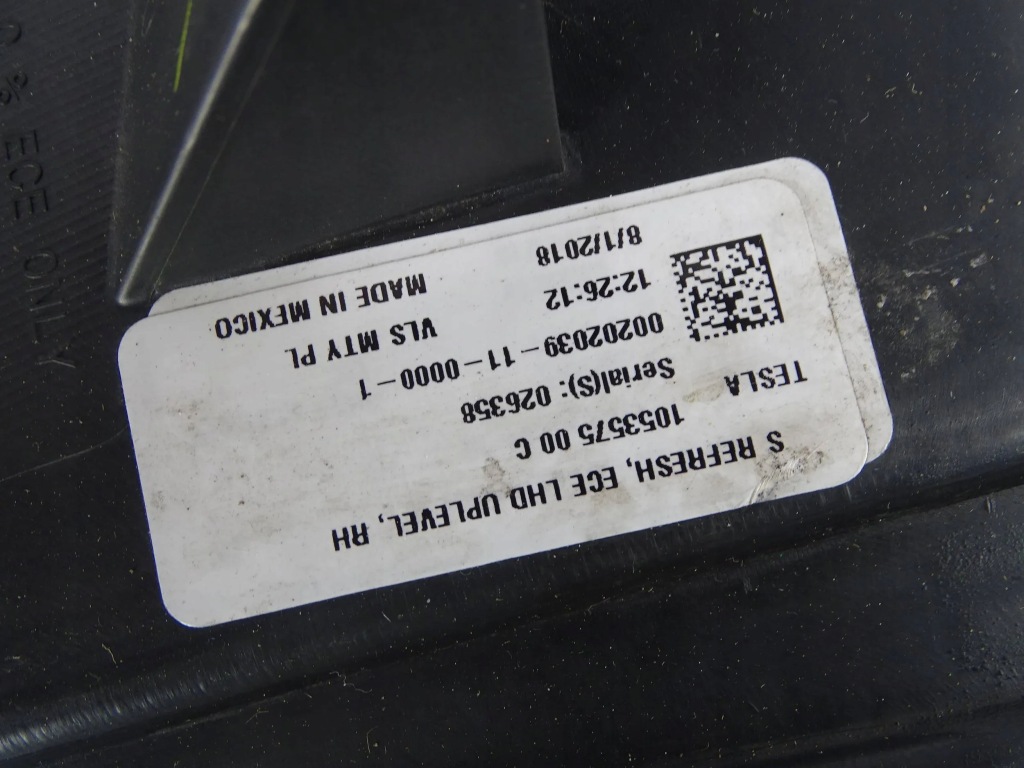 S REFRESH, ECE LHD UPLEVEL, RH
TESLA 1053575 00 C
Serial(S): 026358
00202039-11-0000-1
12:26:12 VLS MTY PL
8/1/2018 MADE IN MEXICO
& ECE ONLY